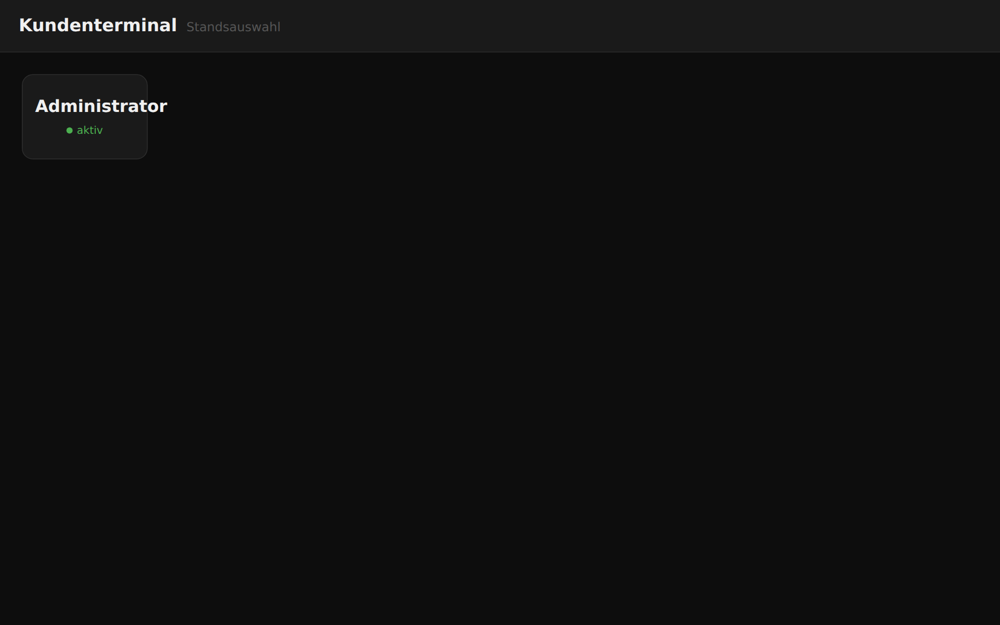 Kundenterminal Standsauswahl
Administrator
aktiv